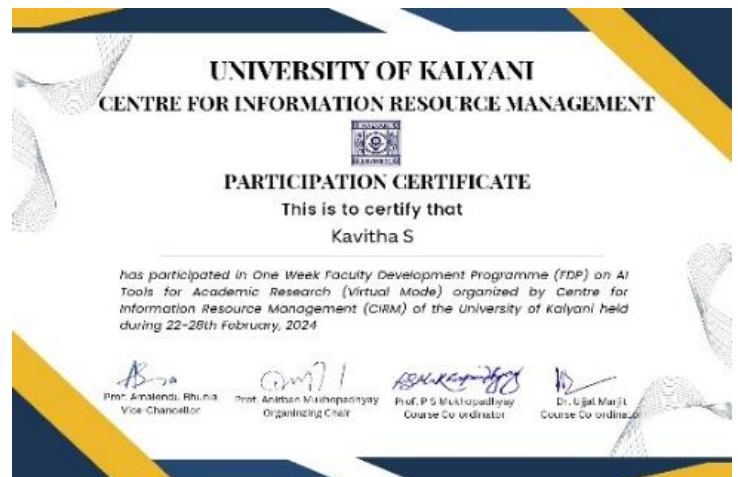 UNIVERSITY OF KALYANI
CENTRE FOR INFORMATION RESOURCE MANAGEMENT
PARTICIPATION CERTIFICATE
This is to certify that
Kavitha S
has participated in One Week Faculty Development Programme (FDP) on AI
Tools for Academic Research (Virtual Mode) organized by Centre for
Information Resource Management (CIRM) of the University of Kalyani held
during 22-28th February, 2024
Prof. Amalendu Bhunia
Vice-Chancellor
Prof. Anirban Mukhopadhyay
Organinzing Chair
Prof. P S Mukhopadhyay
Course Co-ordinator
Dr. Ujjal Marjit
Course Co-ordinator